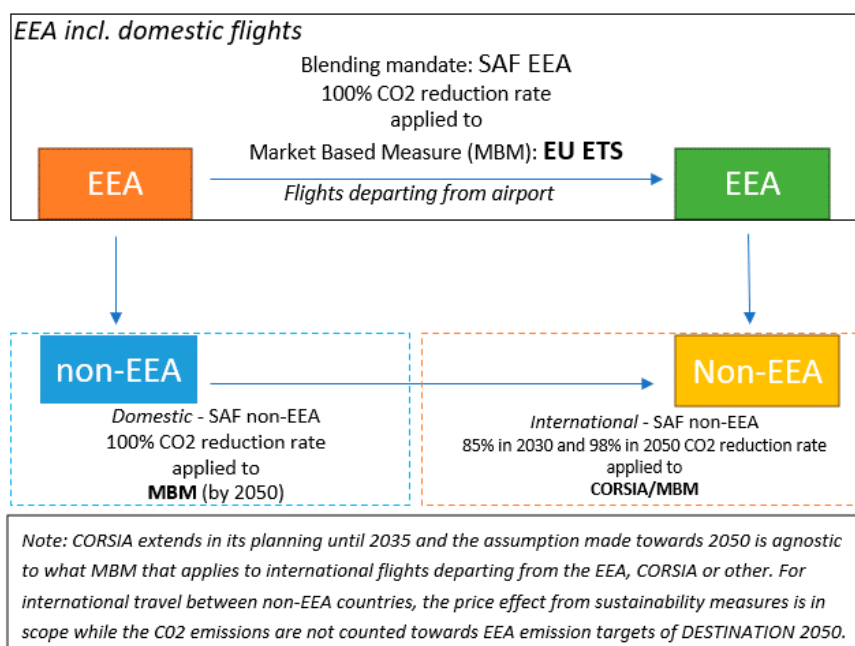 EEA incl. domestic flights
Blending mandate: SAF EEA
100% CO2 reduction rate
applied to
Market Based Measure (MBM): EU ETS
EEA
EEA
Flights departing from airport
non-EEA
Non-EEA
Domestic - SAF non-EEA
100% CO2 reduction rate
applied to
MBM (by 2050)
International - SAF non-EEA
85% in 2030 and 98% in 2050 CO2 reduction rate
applied to
CORSIA/MBM
Note: CORSIA extends in its planning until 2035 and the assumption made towards 2050 is agnostic
to what MBM that applies to international flights departing from the EEA, CORSIA or other. For
international travel between non-EEA countries, the price effect from sustainability measures is in
scope while the C02 emissions are not counted towards EEA emission targets of DESTINATION 2050.